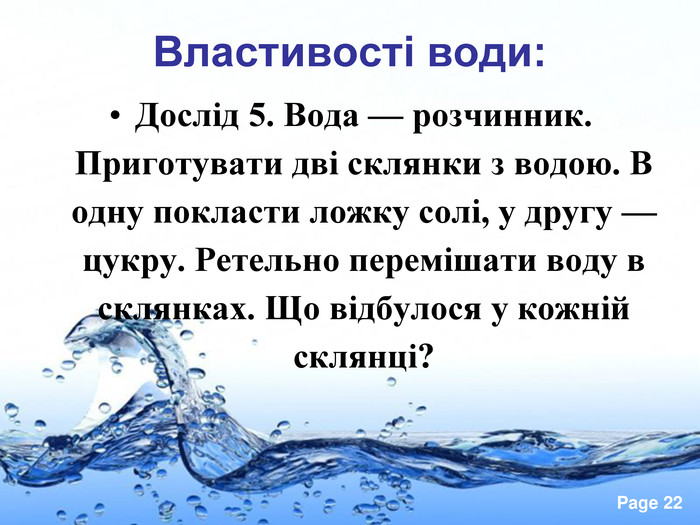 Властивості води:
• Дослід 5. Вода — розчинник.
Приготувати дві склянки з водою. В
одну покласти ложку солі, у другу —
цукру. Ретельно перемішати воду в
склянках. Що відбулося у кожній
склянці?
Page 22